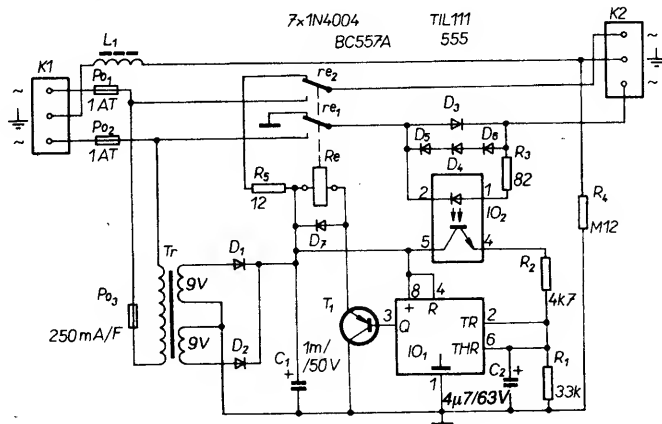 7x1N4004 TIL111
BC557A 555
K2
K1
L1
~
Po1
1AT
Po2
1AT
~
re2
re1
D3
D5
D4
D6
~
~
Re
R5
12
D7
2
1
R3
82
IO2
5
4
R4
M12
R2
4k7
Tr
D1
9V
Po3
250mA/F
9V
D2
T1
C1
+
1m/
/50V
8
4
+
R
3
Q
TR
2
THR
6
IO1
1
C2
+
4µ7/63V
R1
33k